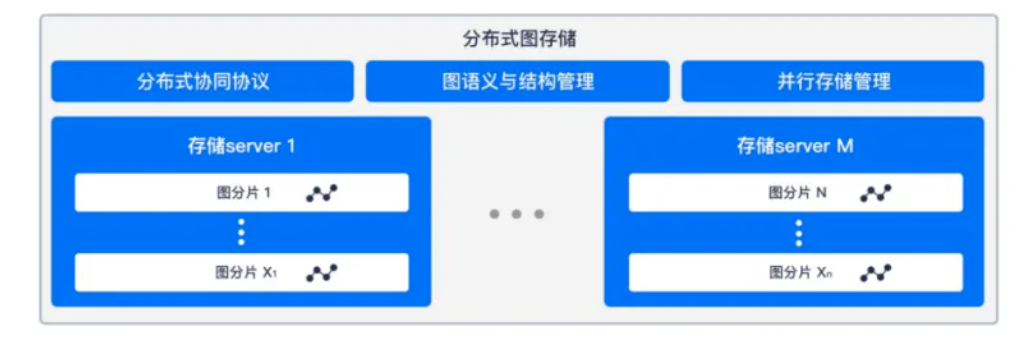 分布式图存储
分布式协同协议 图语义与结构管理 并行存储管理
存储server 1 存储server M
图分片 1 图分片 N
图分片 X₁ 图分片 Xₙ